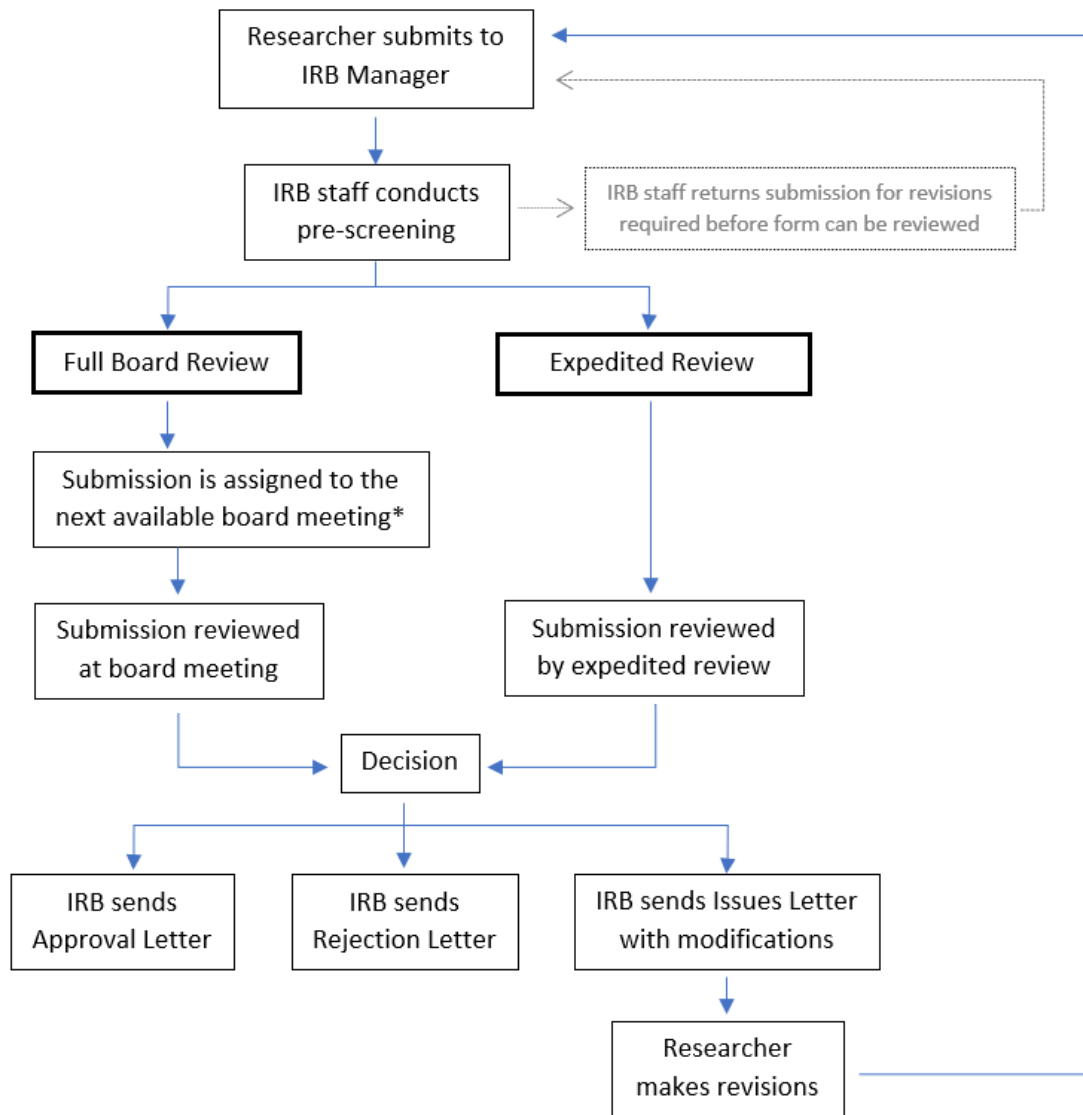 Researcher submits to
IRB Manager
IRB staff conducts
pre-screening
IRB staff returns submission for revisions
required before form can be reviewed
Full Board Review
Expedited Review
Submission is assigned to the
next available board meeting*
Submission reviewed
at board meeting
Submission reviewed
by expedited review
Decision
IRB sends
Approval Letter
IRB sends
Rejection Letter
IRB sends Issues Letter
with modifications
Researcher
makes revisions